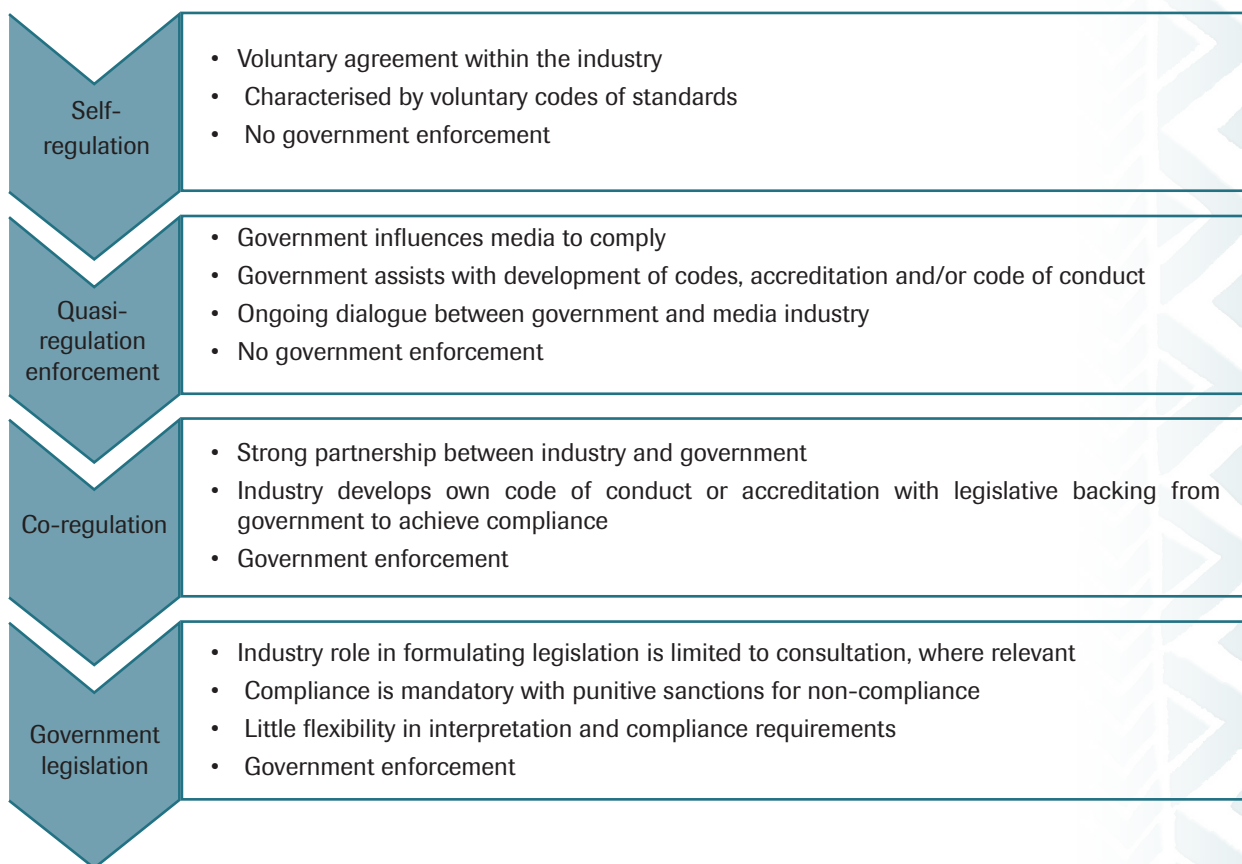 Self-
regulation
• Voluntary agreement within the industry
• Characterised by voluntary codes of standards
• No government enforcement
Quasi-
regulation
enforcement
• Government influences media to comply
• Government assists with development of codes, accreditation and/or code of conduct
• Ongoing dialogue between government and media industry
• No government enforcement
Co-regulation
• Strong partnership between industry and government
• Industry develops own code of conduct or accreditation with legislative backing from
government to achieve compliance
• Government enforcement
Government
legislation
• Industry role in formulating legislation is limited to consultation, where relevant
• Compliance is mandatory with punitive sanctions for non-compliance
• Little flexibility in interpretation and compliance requirements
• Government enforcement